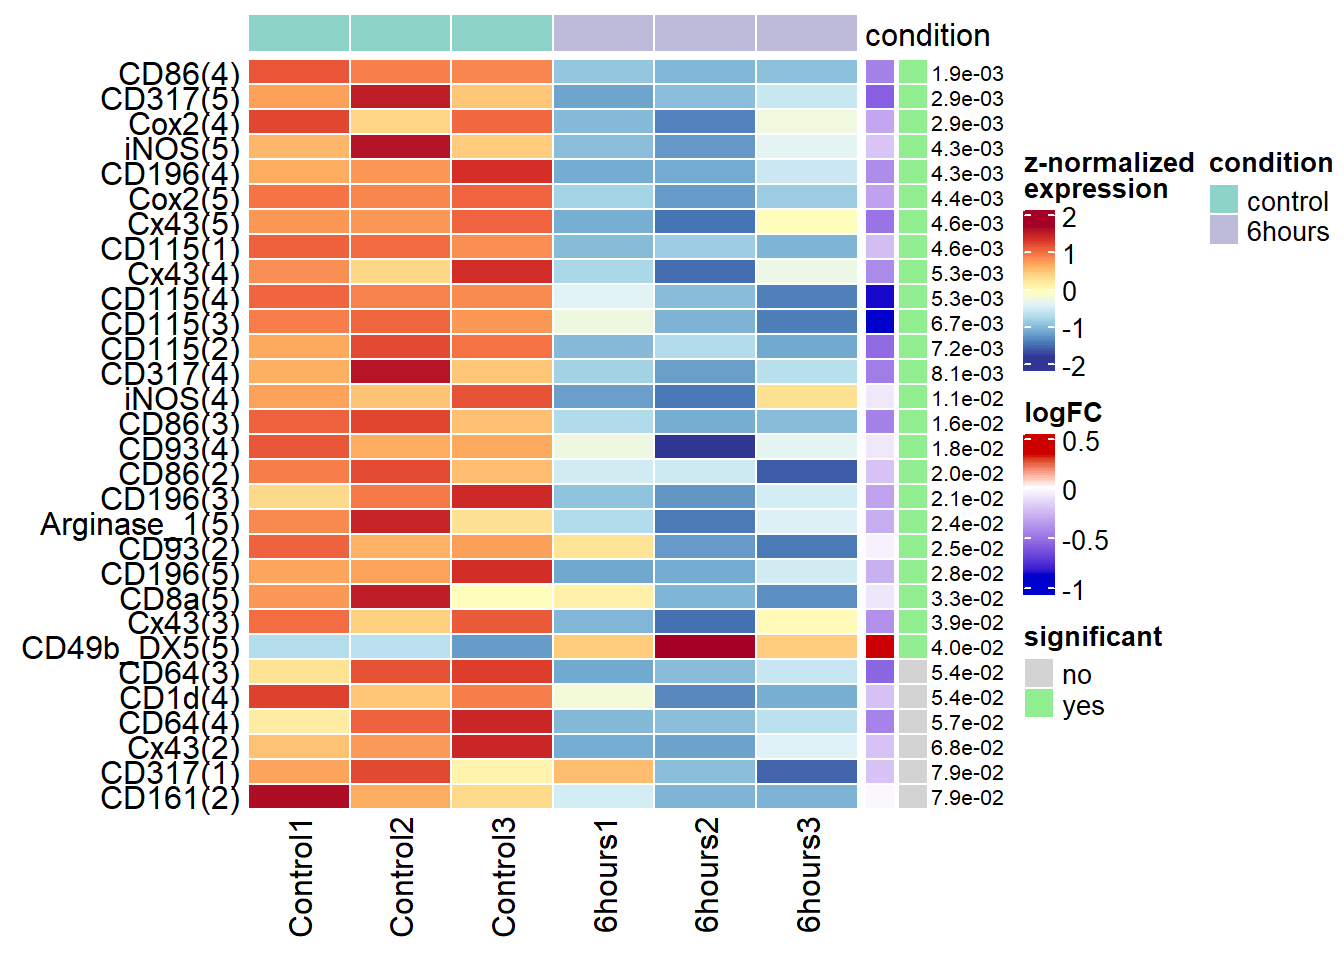 condition
CD86(4) 1.9e-03
CD317(5) 2.9e-03
Cox2(4) 2.9e-03
iNOS(5) 4.3e-03
CD196(4) 4.3e-03
Cox2(5) 4.4e-03
Cx43(5) 4.6e-03
CD115(1) 4.6e-03
Cx43(4) 5.3e-03
CD115(4) 5.3e-03
CD115(3) 6.7e-03
CD115(2) 7.2e-03
CD317(4) 8.1e-03
iNOS(4) 1.1e-02
CD86(3) 1.6e-02
CD93(4) 1.8e-02
CD86(2) 2.0e-02
CD196(3) 2.1e-02
Arginase_1(5) 2.4e-02
CD93(2) 2.5e-02
CD196(5) 2.8e-02
CD8a(5) 3.3e-02
Cx43(3) 3.9e-02
CD49b_DX5(5) 4.0e-02
CD64(3) 5.4e-02
CD1d(4) 5.4e-02
CD64(4) 5.7e-02
Cx43(2) 6.8e-02
CD317(1) 7.9e-02
CD161(2) 7.9e-02
Control1
Control2
Control3
6hours1
6hours2
6hours3
z-normalized
expression
2
1
0
-1
-2
logFC
0.5
0
-0.5
-1
significant
no
yes
condition
control
6hours